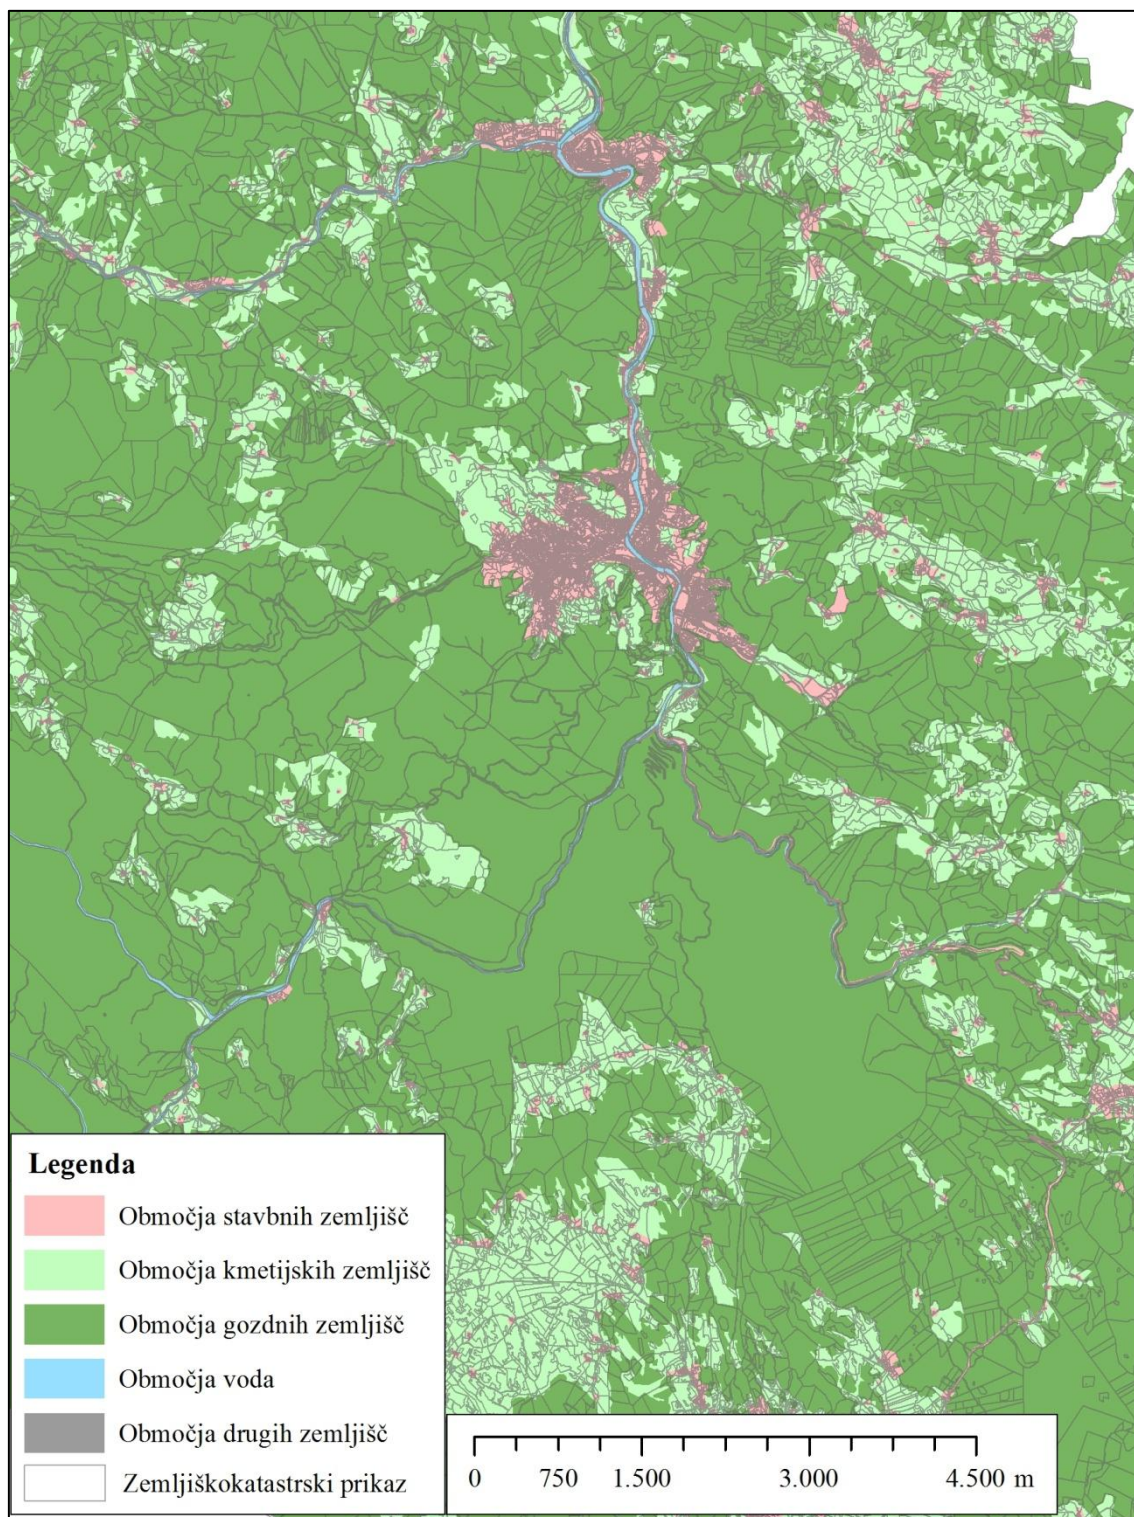 Legenda
Območja stavbnih zemljišč
Območja kmetijskih zemljišč
Območja gozdnih zemljišč
Območja voda
Območja drugih zemljišč
Zemljiškokatastrski prikaz
0 750 1.500 3.000 4.500 m